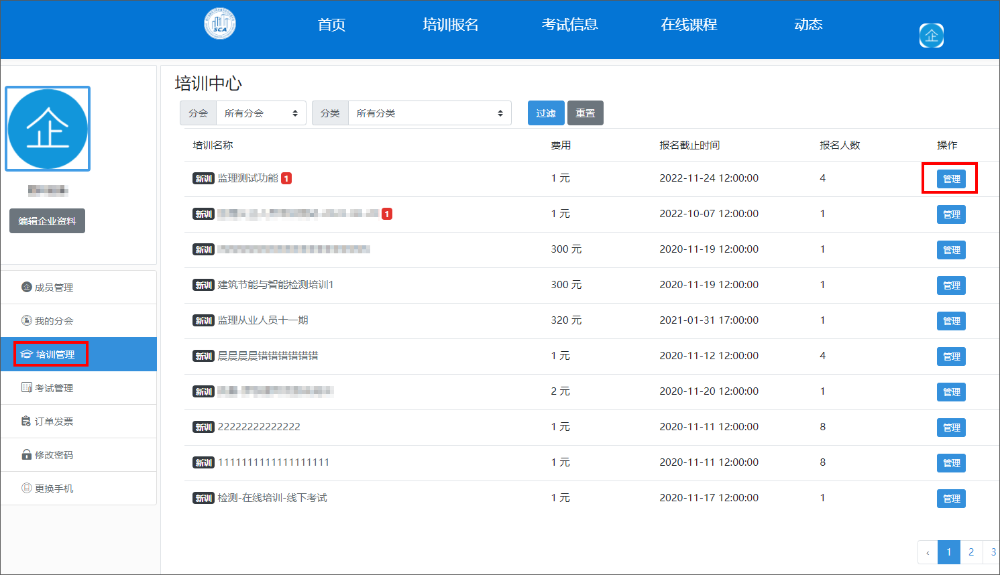 SCA
首页 培训报名 考试信息 在线课程 动态 企
企
编辑企业资料
成员管理
我的分会
培训管理
考试管理
订单发票
修改密码
更换手机
培训中心
分会 所有分会 分类 所有分类 过滤 重置
培训名称 费用 报名截止时间 报名人数 操作
新训 监理测试功能 1 1 元 2022-11-24 12:00:00 4 管理
新训 1 1 元 2022-10-07 12:00:00 1 管理
新训 300 元 2020-11-19 12:00:00 1 管理
新训 建筑节能与智能检测培训1 300 元 2020-11-19 12:00:00 1 管理
新训 监理从业人员十一期 320 元 2021-01-31 17:00:00 1 管理
新训 晨晨晨晨错错错错错错 1 元 2020-11-12 12:00:00 4 管理
新训 2 元 2020-11-20 12:00:00 1 管理
新训 22222222222222 1 元 2020-11-11 12:00:00 8 管理
新训 1111111111111111111 1 元 2020-11-11 12:00:00 8 管理
新训 检测-在线培训-线下考试 1 元 2020-11-17 12:00:00 1 管理
‹ 1 2 3